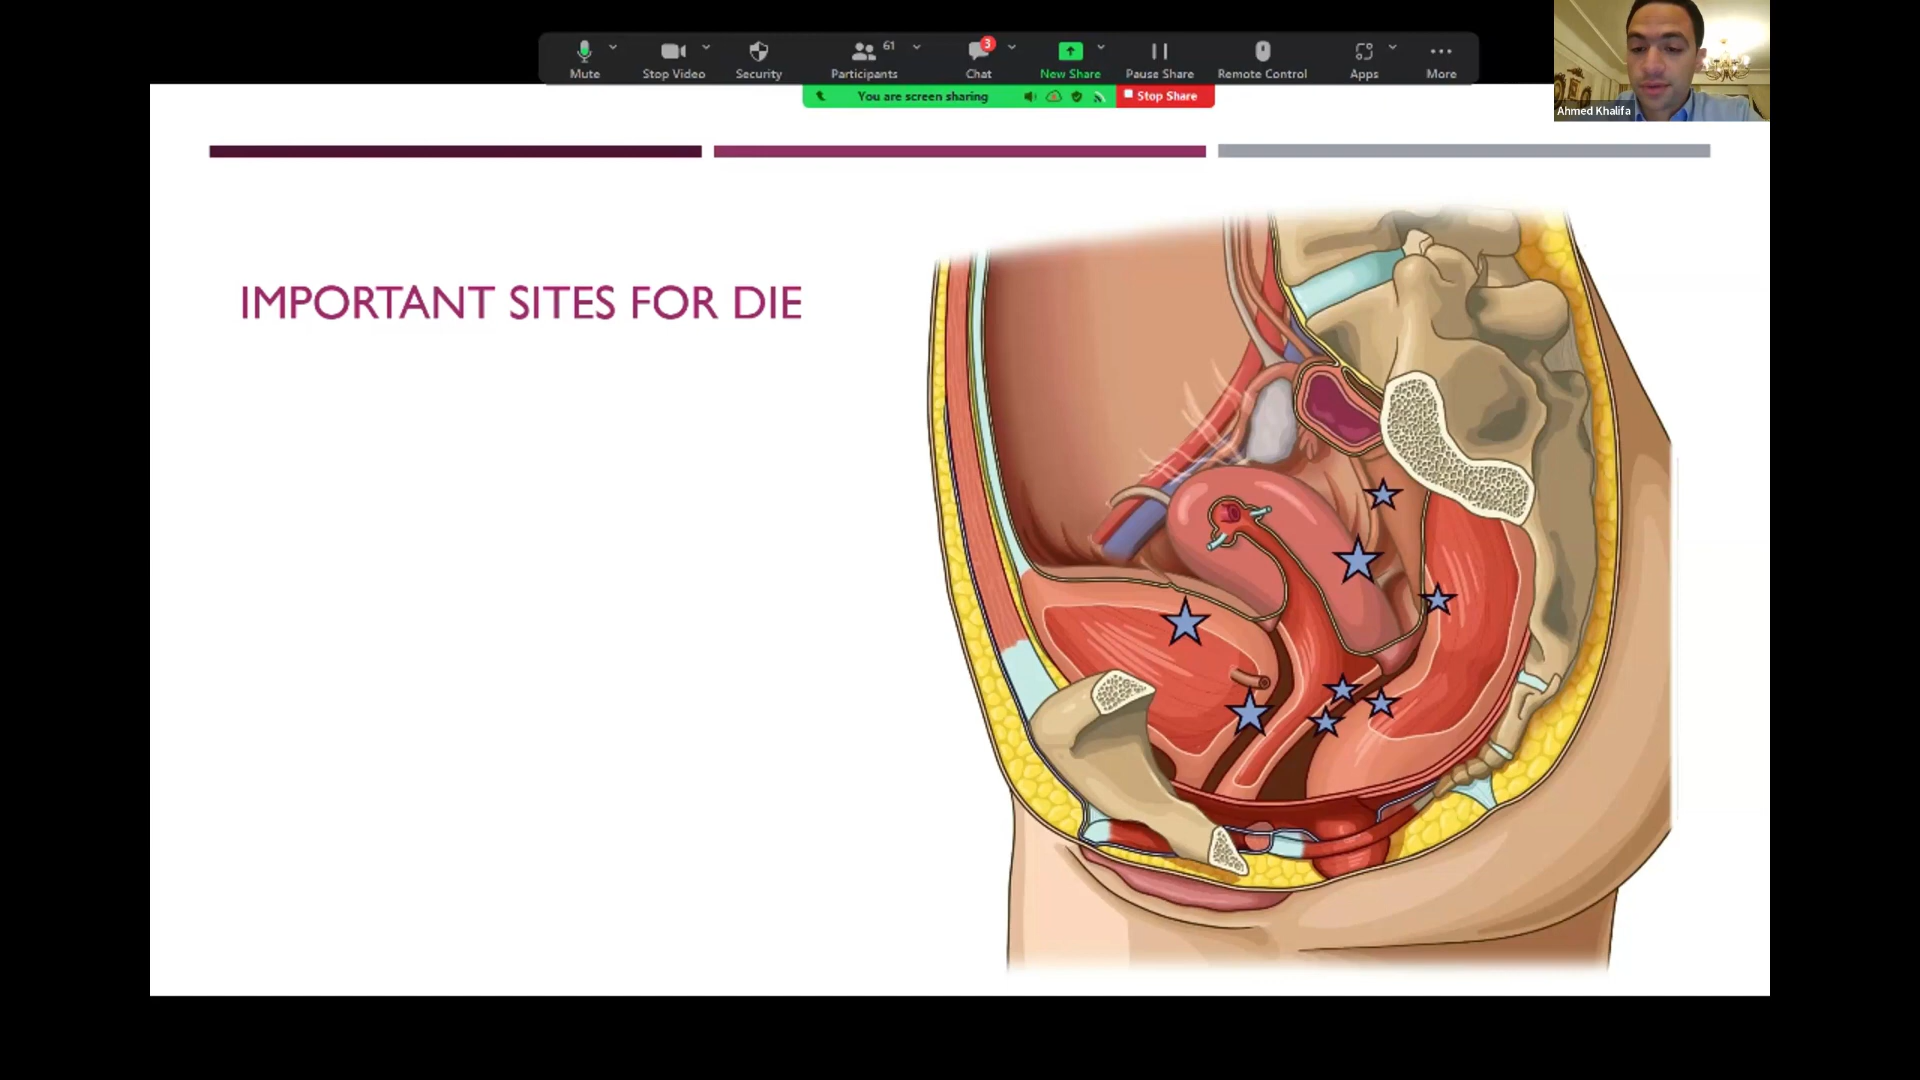 61
3
Mute
Stop Video
Security
Participants
Chat
New Share
Pause Share
Remote Control
Apps
More
You are screen sharing
Stop Share
Ahmed Khalifa
IMPORTANT SITES FOR DIE